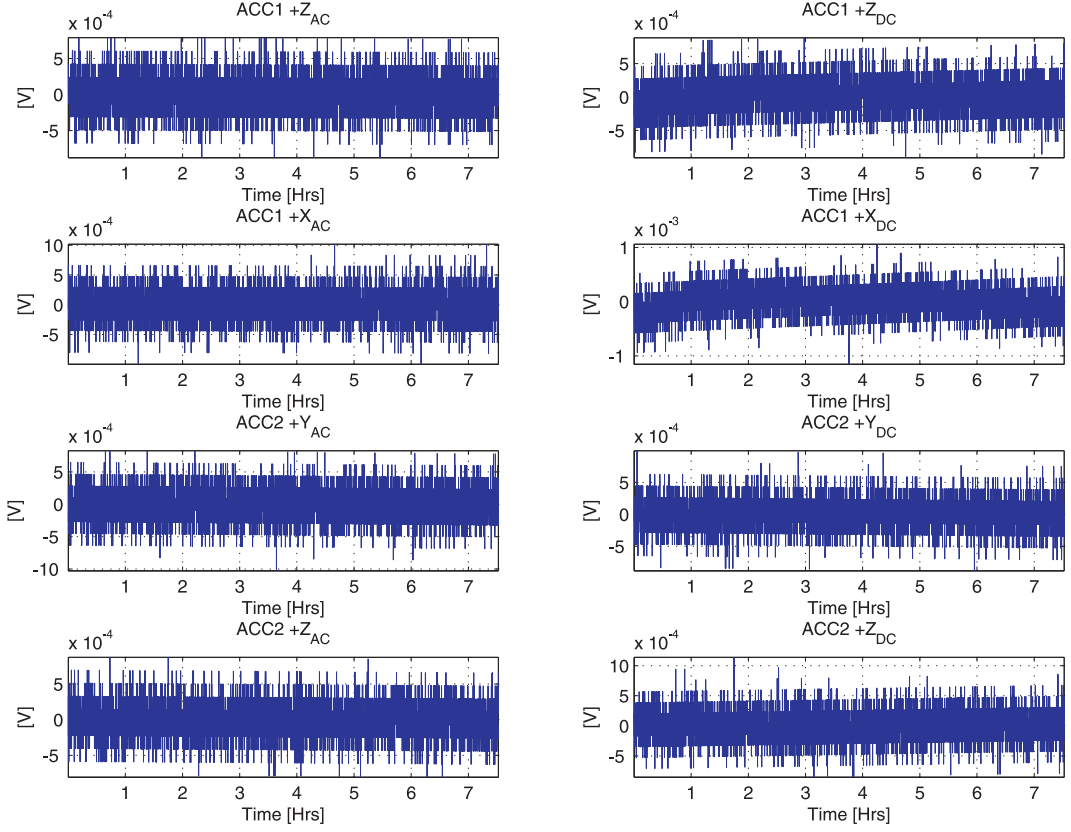 ACC1 +Z_AC
x 10^-4
5
0
-5
[V]
1 2 3 4 5 6 7
Time [Hrs]
ACC1 +Z_DC
x 10^-4
5
0
-5
[V]
1 2 3 4 5 6 7
Time [Hrs]
ACC1 +X_AC
x 10^-4
10
5
0
-5
[V]
1 2 3 4 5 6 7
Time [Hrs]
ACC1 +X_DC
x 10^-3
1
0
-1
[V]
1 2 3 4 5 6 7
Time [Hrs]
ACC2 +Y_AC
x 10^-4
5
0
-5
-10
[V]
1 2 3 4 5 6 7
Time [Hrs]
ACC2 +Y_DC
x 10^-4
5
0
-5
[V]
1 2 3 4 5 6 7
Time [Hrs]
ACC2 +Z_AC
x 10^-4
5
0
-5
[V]
1 2 3 4 5 6 7
Time [Hrs]
ACC2 +Z_DC
x 10^-4
10
5
0
-5
[V]
1 2 3 4 5 6 7
Time [Hrs]